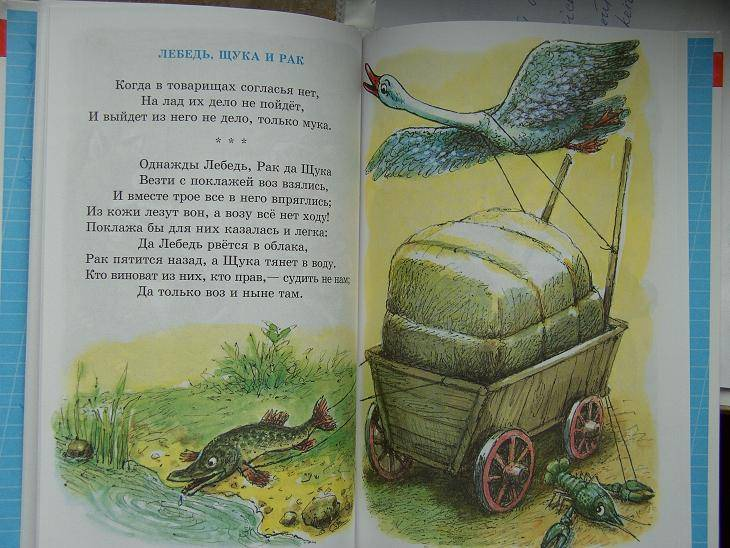 ЛЕБЕДЬ, ЩУКА И РАК
Когда в товарищах согласья нет,
На лад их дело не пойдёт,
И выйдет из него не дело, только мука.
* * *
Однажды Лебедь, Рак да Щука
Везти с поклажей воз взялись,
И вместе трое все в него впряглись;
Из кожи лезут вон, а возу всё нет ходу!
Поклажа бы для них казалась и легка:
Да Лебедь рвётся в облака,
Рак пятится назад, а Щука тянет в воду.
Кто виноват из них, кто прав,— судить не нам;
Да только воз и ныне там.